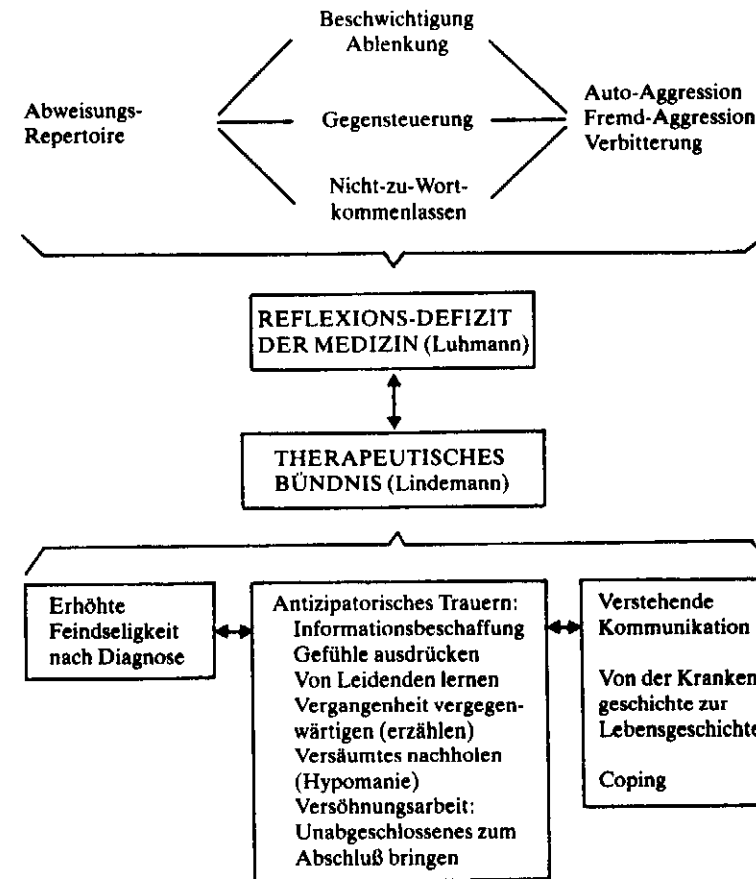 Beschwichtigung
Ablenkung
Abweisungs-
Repertoire
Gegensteuerung
Auto-Aggression
Fremd-Aggression
Verbitterung
Nicht-zu-Wort-
kommenlassen
REFLEXIONS-DEFIZIT
DER MEDIZIN (Luhmann)
THERAPEUTISCHES
BÜNDNIS (Lindemann)
Erhöhte
Feindseligkeit
nach Diagnose
Antizipatorisches Trauern:
Informationsbeschaffung
Gefühle ausdrücken
Von Leidenden lernen
Vergangenheit vergegen-
wärtigen (erzählen)
Versäumtes nachholen
(Hypomanie)
Versöhnungsarbeit:
Unabgeschlossenes zum
Abschluß bringen
Verstehende
Kommunikation
Von der Kranken
geschichte zur
Lebensgeschichte
Coping